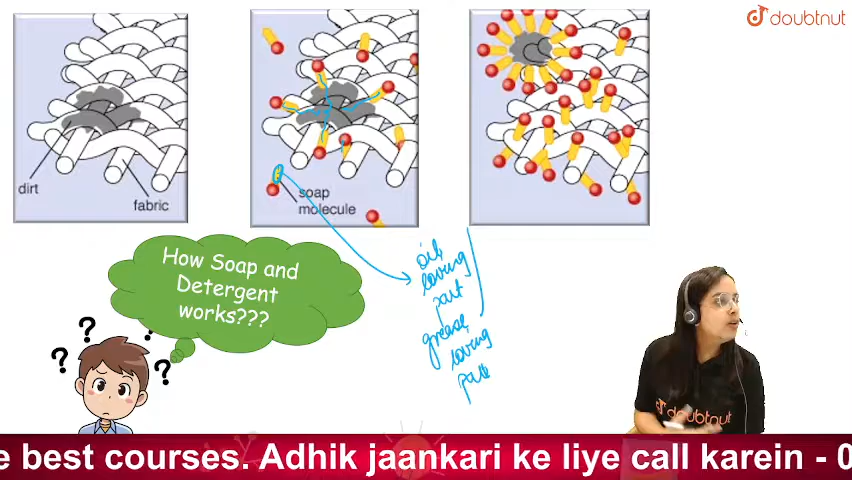 doubtnut
dirt
fabric
soap
molecule
How Soap and
Detergent
works???
? ? ? ?
oil
loving
part
grease
loving
doubtnut
e best courses. Adhik jaankari ke liye call karein - 0